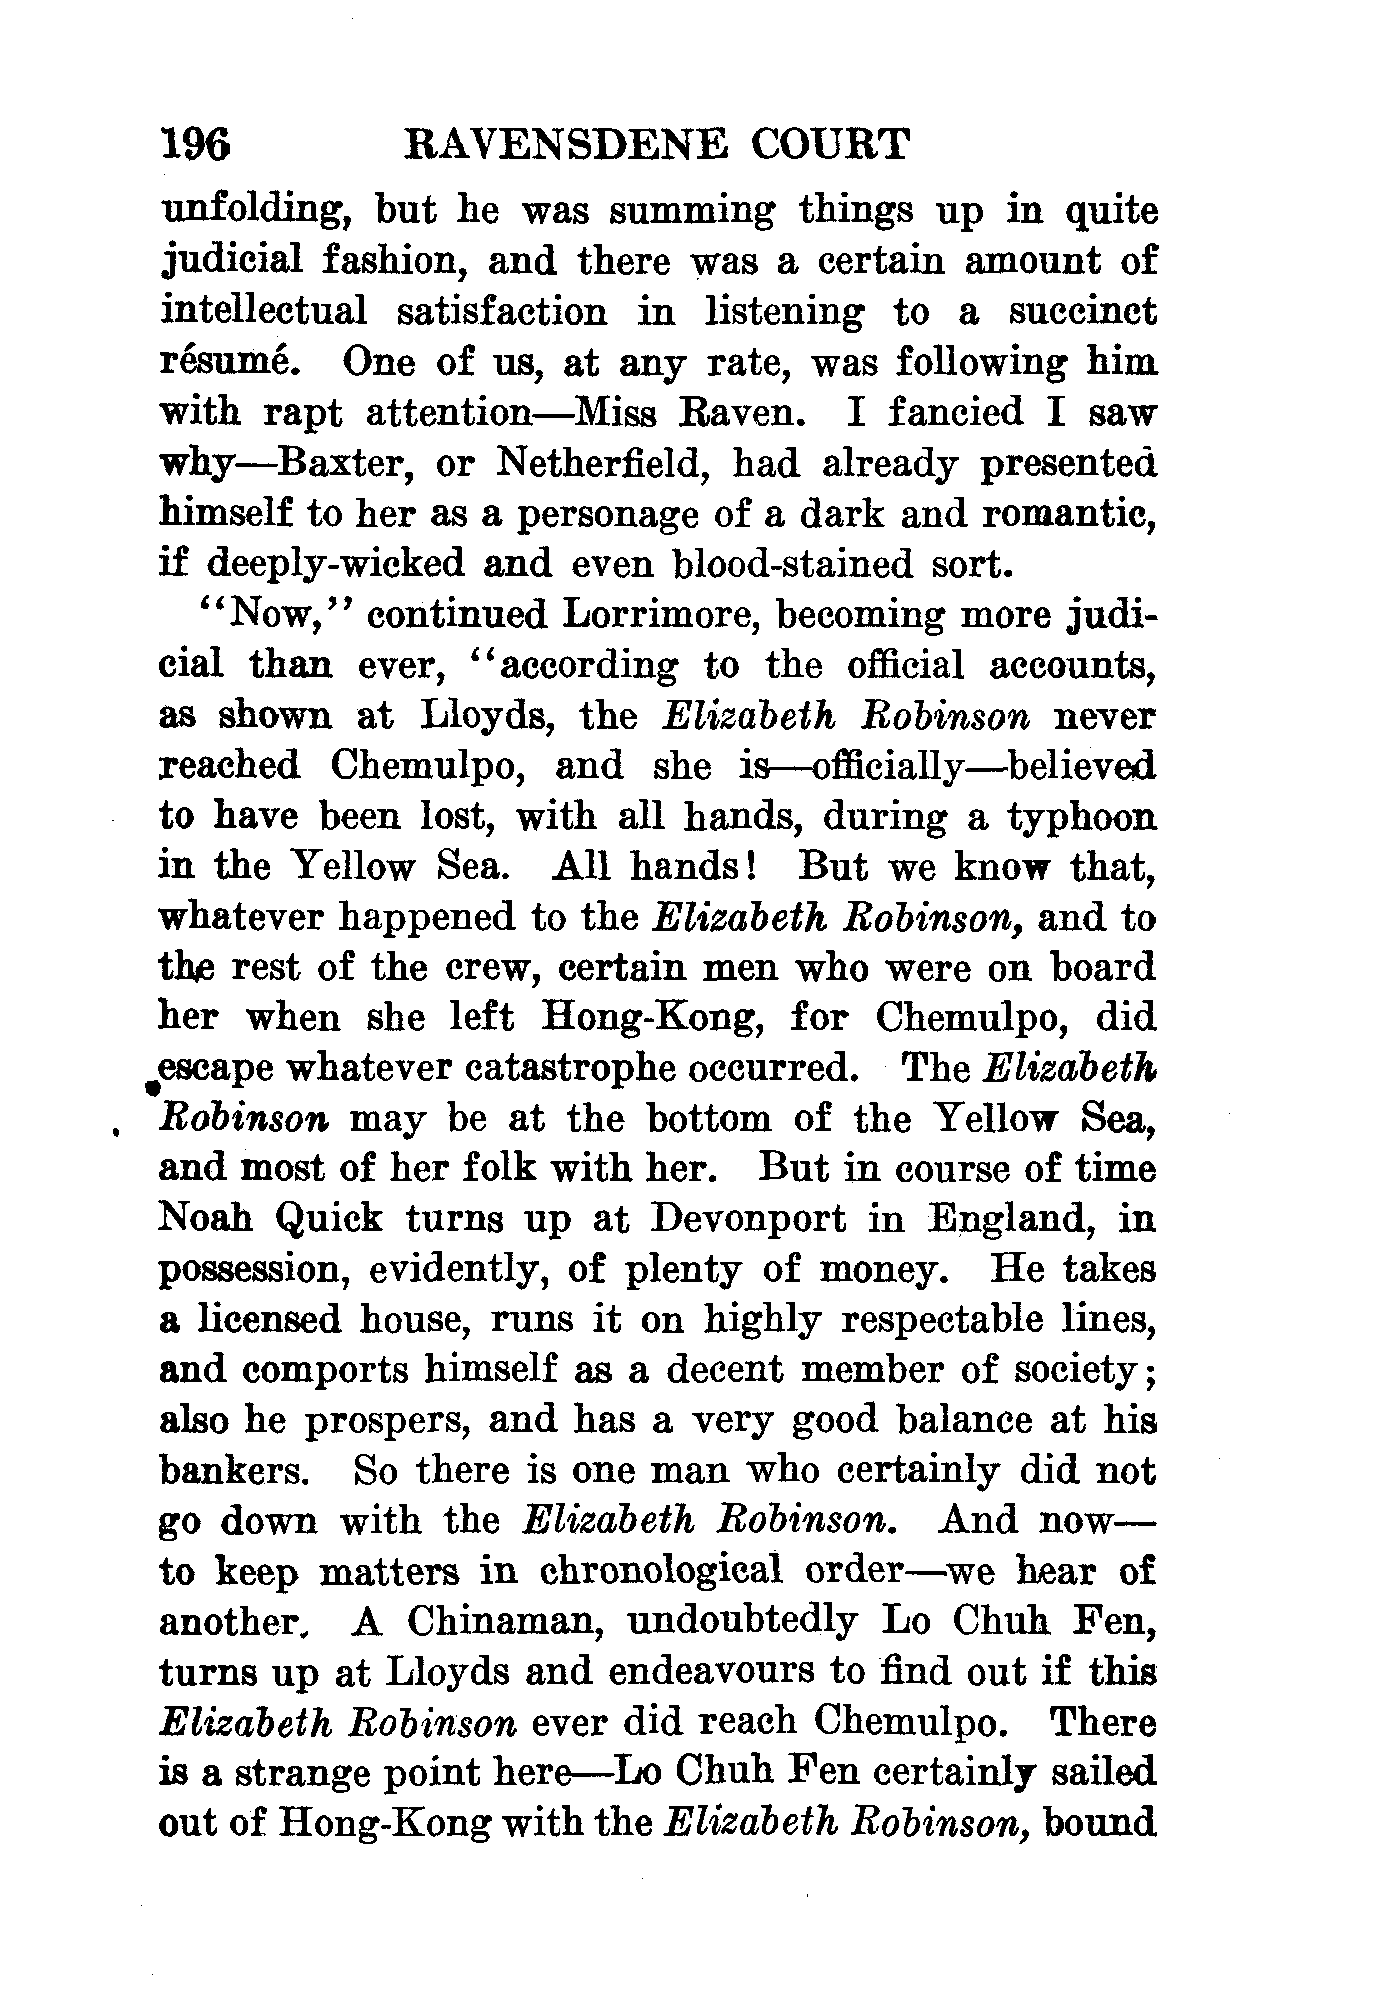 196 RAVENSDENE COURT
unfolding, but he was summing things up in quite
judicial fashion, and there was a certain amount of
intellectual satisfaction in listening to a succinct
résumé. One of us, at any rate, was following him
with rapt attention—Miss Raven. I fancied I saw
why—Baxter, or Netherfield, had already presented
himself to her as a personage of a dark and romantic,
if deeply-wicked and even blood-stained sort.
“Now,” continued Lorrimore, becoming more judi-
cial than ever, “according to the official accounts,
as shown at Lloyds, the Elizabeth Robinson never
reached Chemulpo, and she is—officially—believed
to have been lost, with all hands, during a typhoon
in the Yellow Sea. All hands! But we know that,
whatever happened to the Elizabeth Robinson, and to
the rest of the crew, certain men who were on board
her when she left Hong-Kong, for Chemulpo, did
escape whatever catastrophe occurred. The Elizabeth
Robinson may be at the bottom of the Yellow Sea,
and most of her folk with her. But in course of time
Noah Quick turns up at Devonport in England, in
possession, evidently, of plenty of money. He takes
a licensed house, runs it on highly respectable lines,
and comports himself as a decent member of society;
also he prospers, and has a very good balance at his
bankers. So there is one man who certainly did not
go down with the Elizabeth Robinson. And now—
to keep matters in chronological order—we hear of
another. A Chinaman, undoubtedly Lo Chuh Fen,
turns up at Lloyds and endeavours to find out if this
Elizabeth Robinson ever did reach Chemulpo. There
is a strange point here—Lo Chuh Fen certainly sailed
out of Hong-Kong with the Elizabeth Robinson, bound